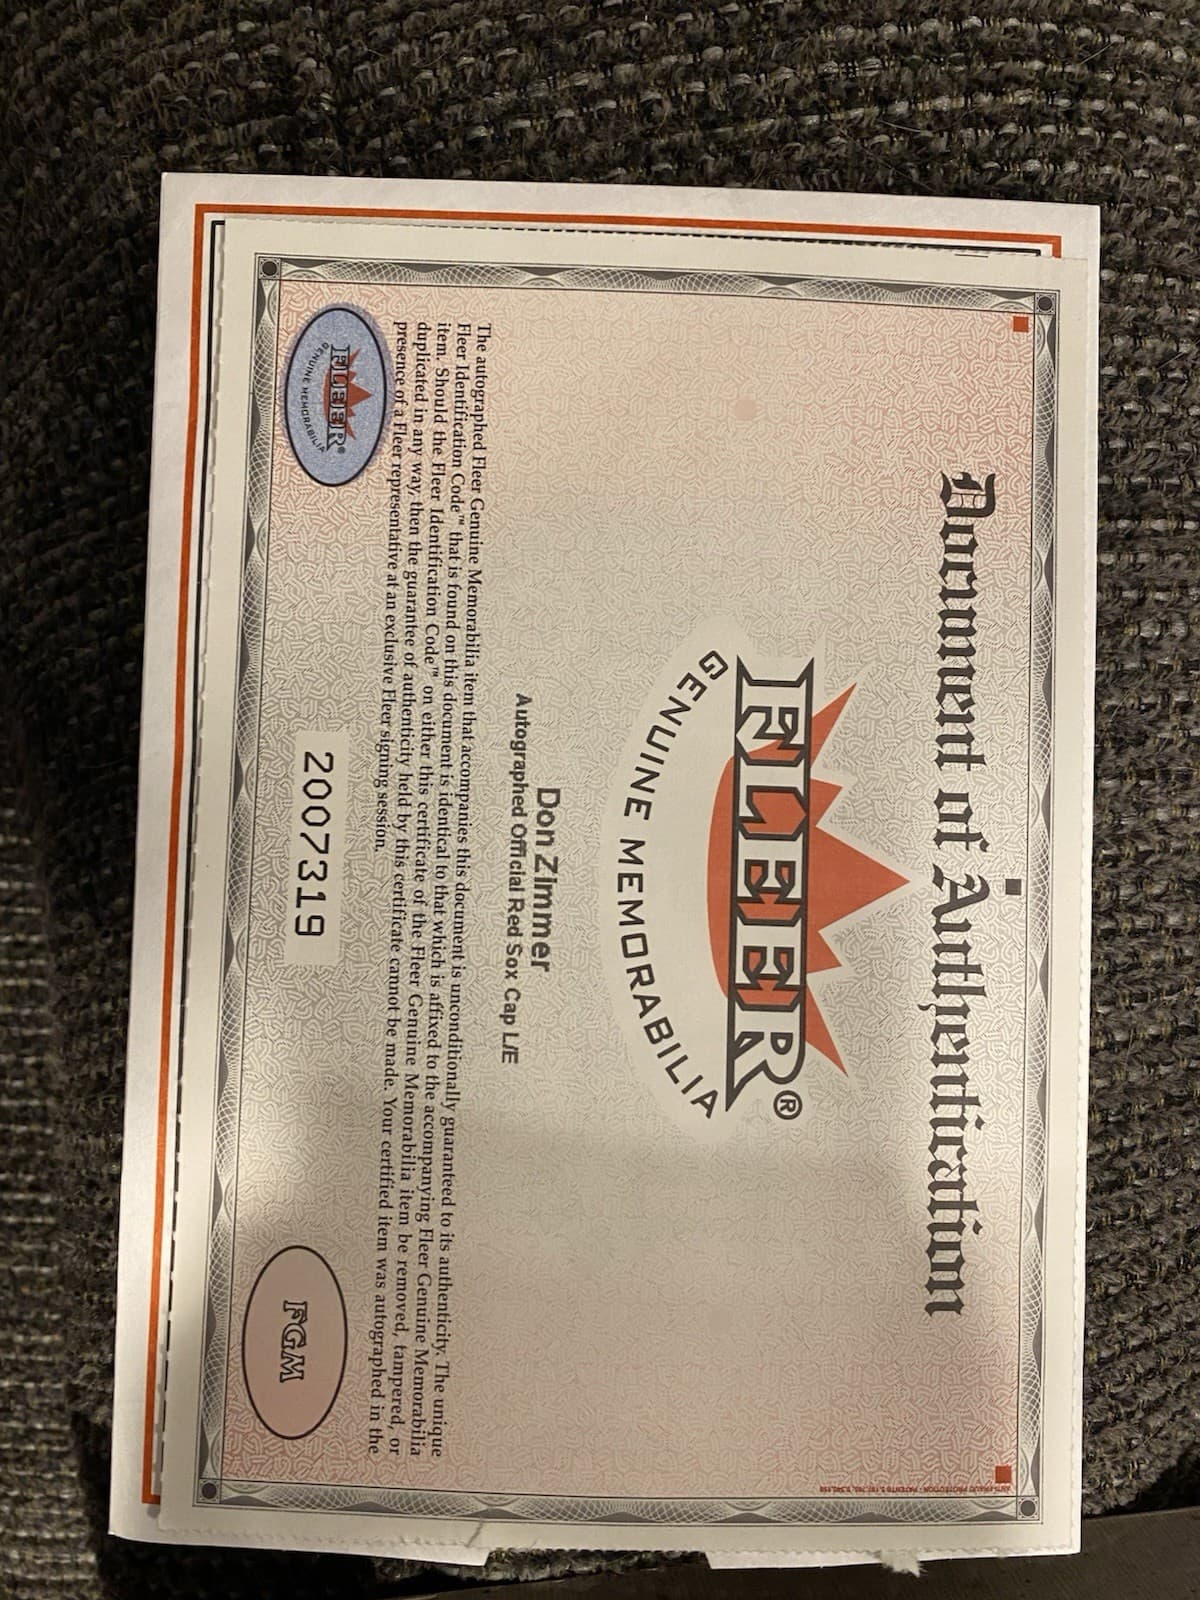 Document of Authentication
FLEER®
GENUINE MEMORABILIA
Don Zimmer
Autographed Official Red Sox Cap L/E
The autographed Fleer Genuine Memorabilia item that accompanies this document is unconditionally guaranteed to its authenticity. The unique
Fleer Identification Code™ that is found on this document is identical to that which is affixed to the accompanying Fleer Genuine Memorabilia
item. Should the Fleer Identification Code™ on either this certificate of the Fleer Genuine Memorabilia item be removed, tampered, or
duplicated in any way, then the guarantee of authenticity held by this certificate cannot be made. Your certified item was autographed in the
presence of a Fleer representative at an exclusive Fleer signing session.
FLEER®
GENUINE MEMORABILIA
2007319
FGM